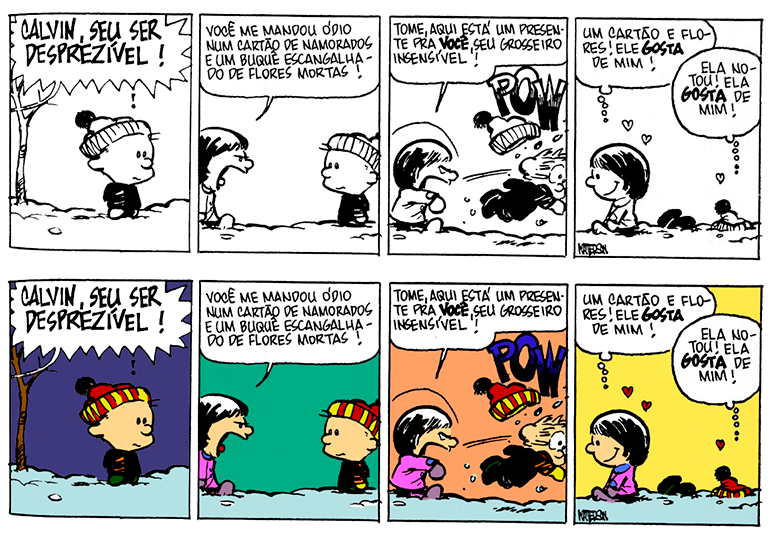 CALVIN, SEU SER
DESPREZÍVEL !
VOCÊ ME MANDOU ÓDIO
NUM CARTÃO DE NAMORADOS
E UM BUQUÊ ESCANGALHA-
DO DE FLORES MORTAS !
TOME, AQUI ESTÁ UM PRESEN-
TE PRA VOCÊ, SEU GROSSEIRO
INSENSÍVEL !
POW
UM CARTÃO E FLO-
RES! ELE GOSTA
DE MIM !
ELA NO-
TOU! ELA
GOSTA DE
MIM !
WATERSON
CALVIN, SEU SER
DESPREZÍVEL !
VOCÊ ME MANDOU ÓDIO
NUM CARTÃO DE NAMORADOS
E UM BUQUÊ ESCANGALHA-
DO DE FLORES MORTAS !
TOME, AQUI ESTÁ UM PRESEN-
TE PRA VOCÊ, SEU GROSSEIRO
INSENSÍVEL !
POW
UM CARTÃO E FLO-
RES! ELE GOSTA
DE MIM !
ELA NO-
TOU! ELA
GOSTA DE
MIM !
WATERSON